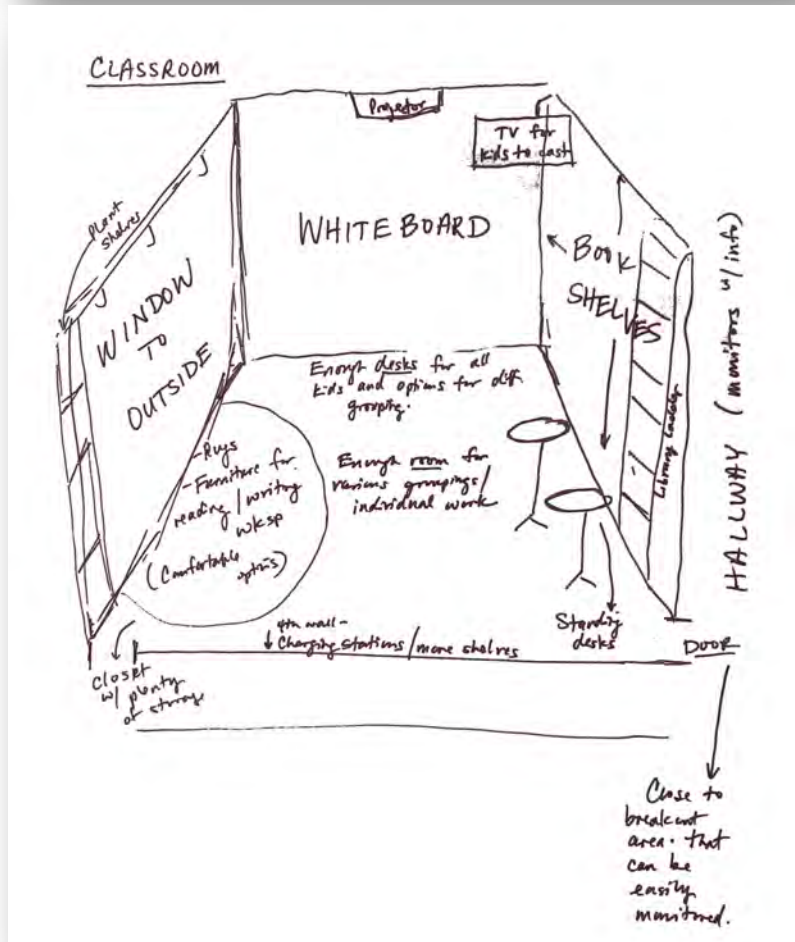 CLASSROOM
Projector
TV for
kids to cast
Plant
shelves
WHITEBOARD
WINDOW
TO
OUTSIDE
BOOK
SHELVES
Library Ladder
HALLWAY (monitors w/ info)
Enough desks for all
kids and options for diff.
grouping.
Enough room for
various groupings/
individual work
-Rugs
-Furniture for
reading/writing
wksp
(Comfortable
options)
Standing
desks
4th wall-
Charging stations/more shelves
DOOR
Closet
w/ plenty
of storage
Close to
breakout
area that
can be
easily
monitored.